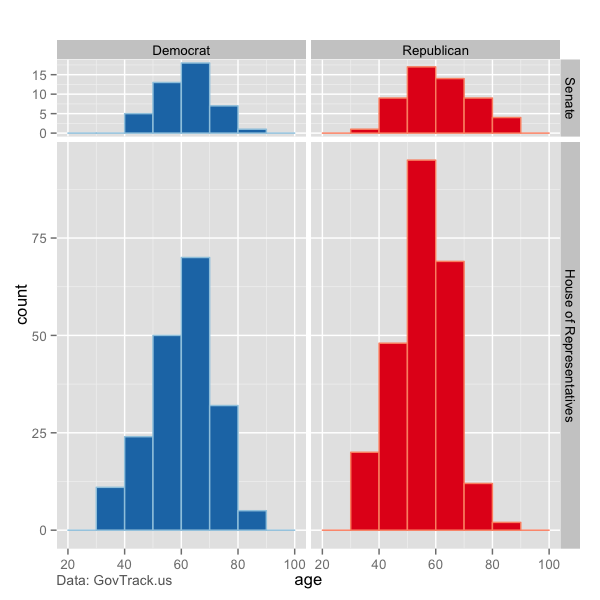 Democrat
Republican
15
10
5
0
Senate
75
50
25
0
count
House of Representatives
20 40 60 80 100
20 40 60 80 100
age
Data: GovTrack.us